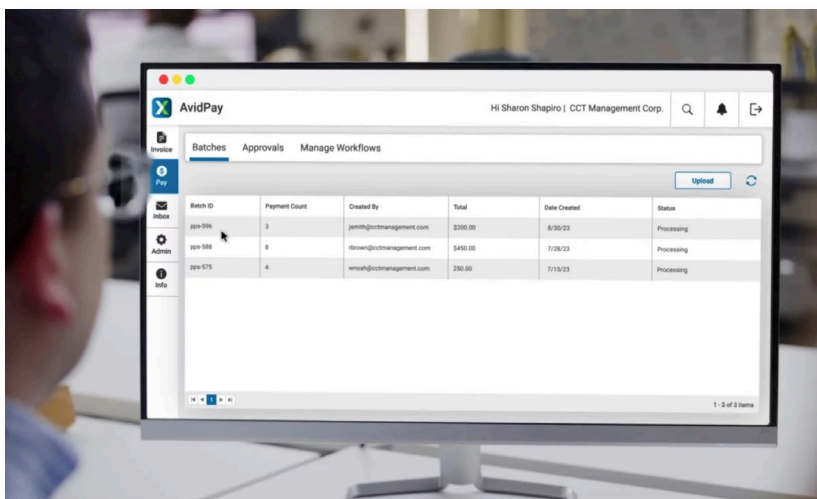 AvidPay
Hi Sharon Shapiro | CCT Management Corp.
Invoice
Pay
Inbox
Admin
Info
Batches Approvals Manage Workflows
Upload
Batch ID Payment Count Created By Total Date Created Status
pps-596 3 jsmith@cctmanagement.com $200.00 8/30/23 Processing
pps-588 8 rbrown@cctmanagement.com $450.00 7/28/23 Processing
pps-575 4 wnoah@cctmanagement.com 250.00 7/15/23 Processing
1
1 - 3 of 3 items